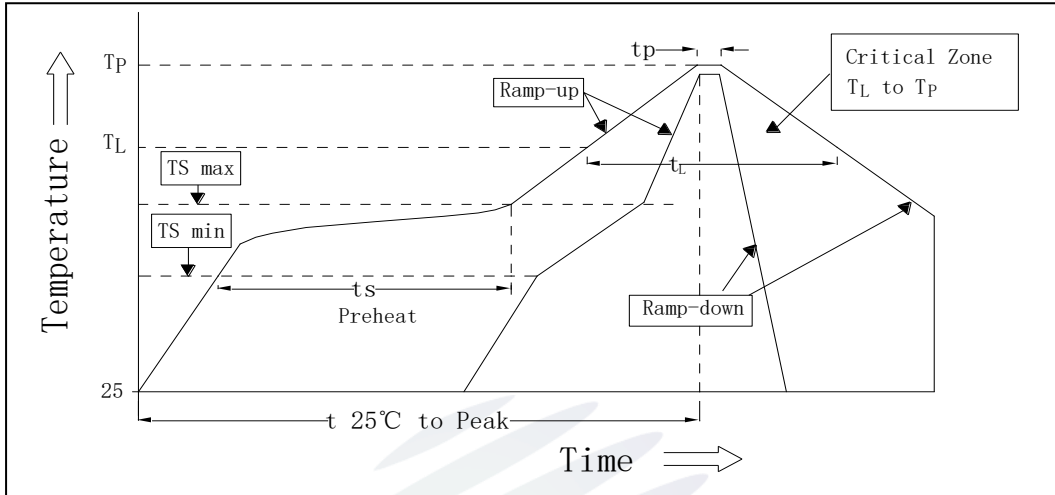 tp
TP
Ramp-up
Critical Zone
TL to TP
TL
TS max
tL
TS min
ts
Preheat
Ramp-down
25
t 25℃ to Peak
Time
Temperature